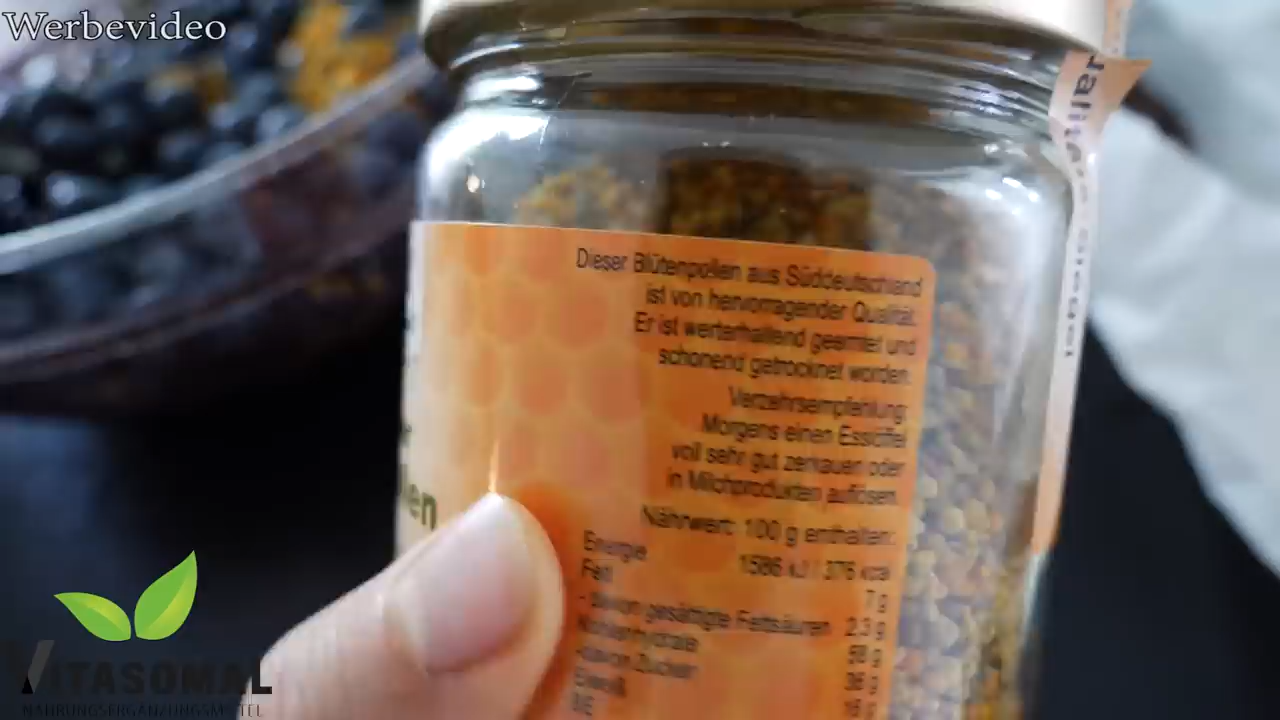 Werbevideo
Dieser Blütenpollen aus Süddeutschland
ist von hervorragender Qualität.
Er ist werterhaltend geerntet und
schonend getrocknet worden.
Verzehrsempfehlung:
Morgens einen Esslöffel
voll sehr gut zerkauen oder
in Milchprodukten auflösen.
Nährwert: 100 g enthalten:
Energie 1586 kJ / 376 kcal
Fett 7 g
- davon gesättigte Fettsäuren 2,3 g
Kohlenhydrate
-davon Zucker
Eiweiß
VITASOMAL
NAHRUNGSERGÄNZUNGSMITTEL